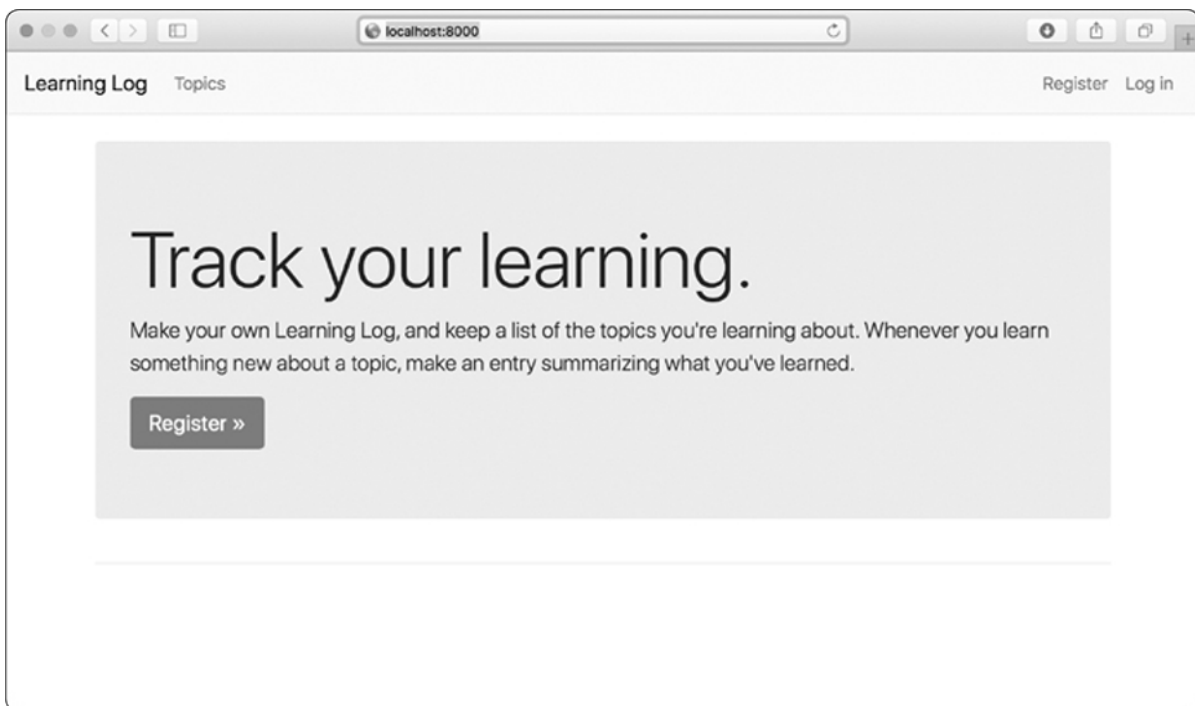 localhost:8000
Learning Log Topics Register Log in
Track your learning.
Make your own Learning Log, and keep a list of the topics you're learning about. Whenever you learn
something new about a topic, make an entry summarizing what you've learned.
Register »